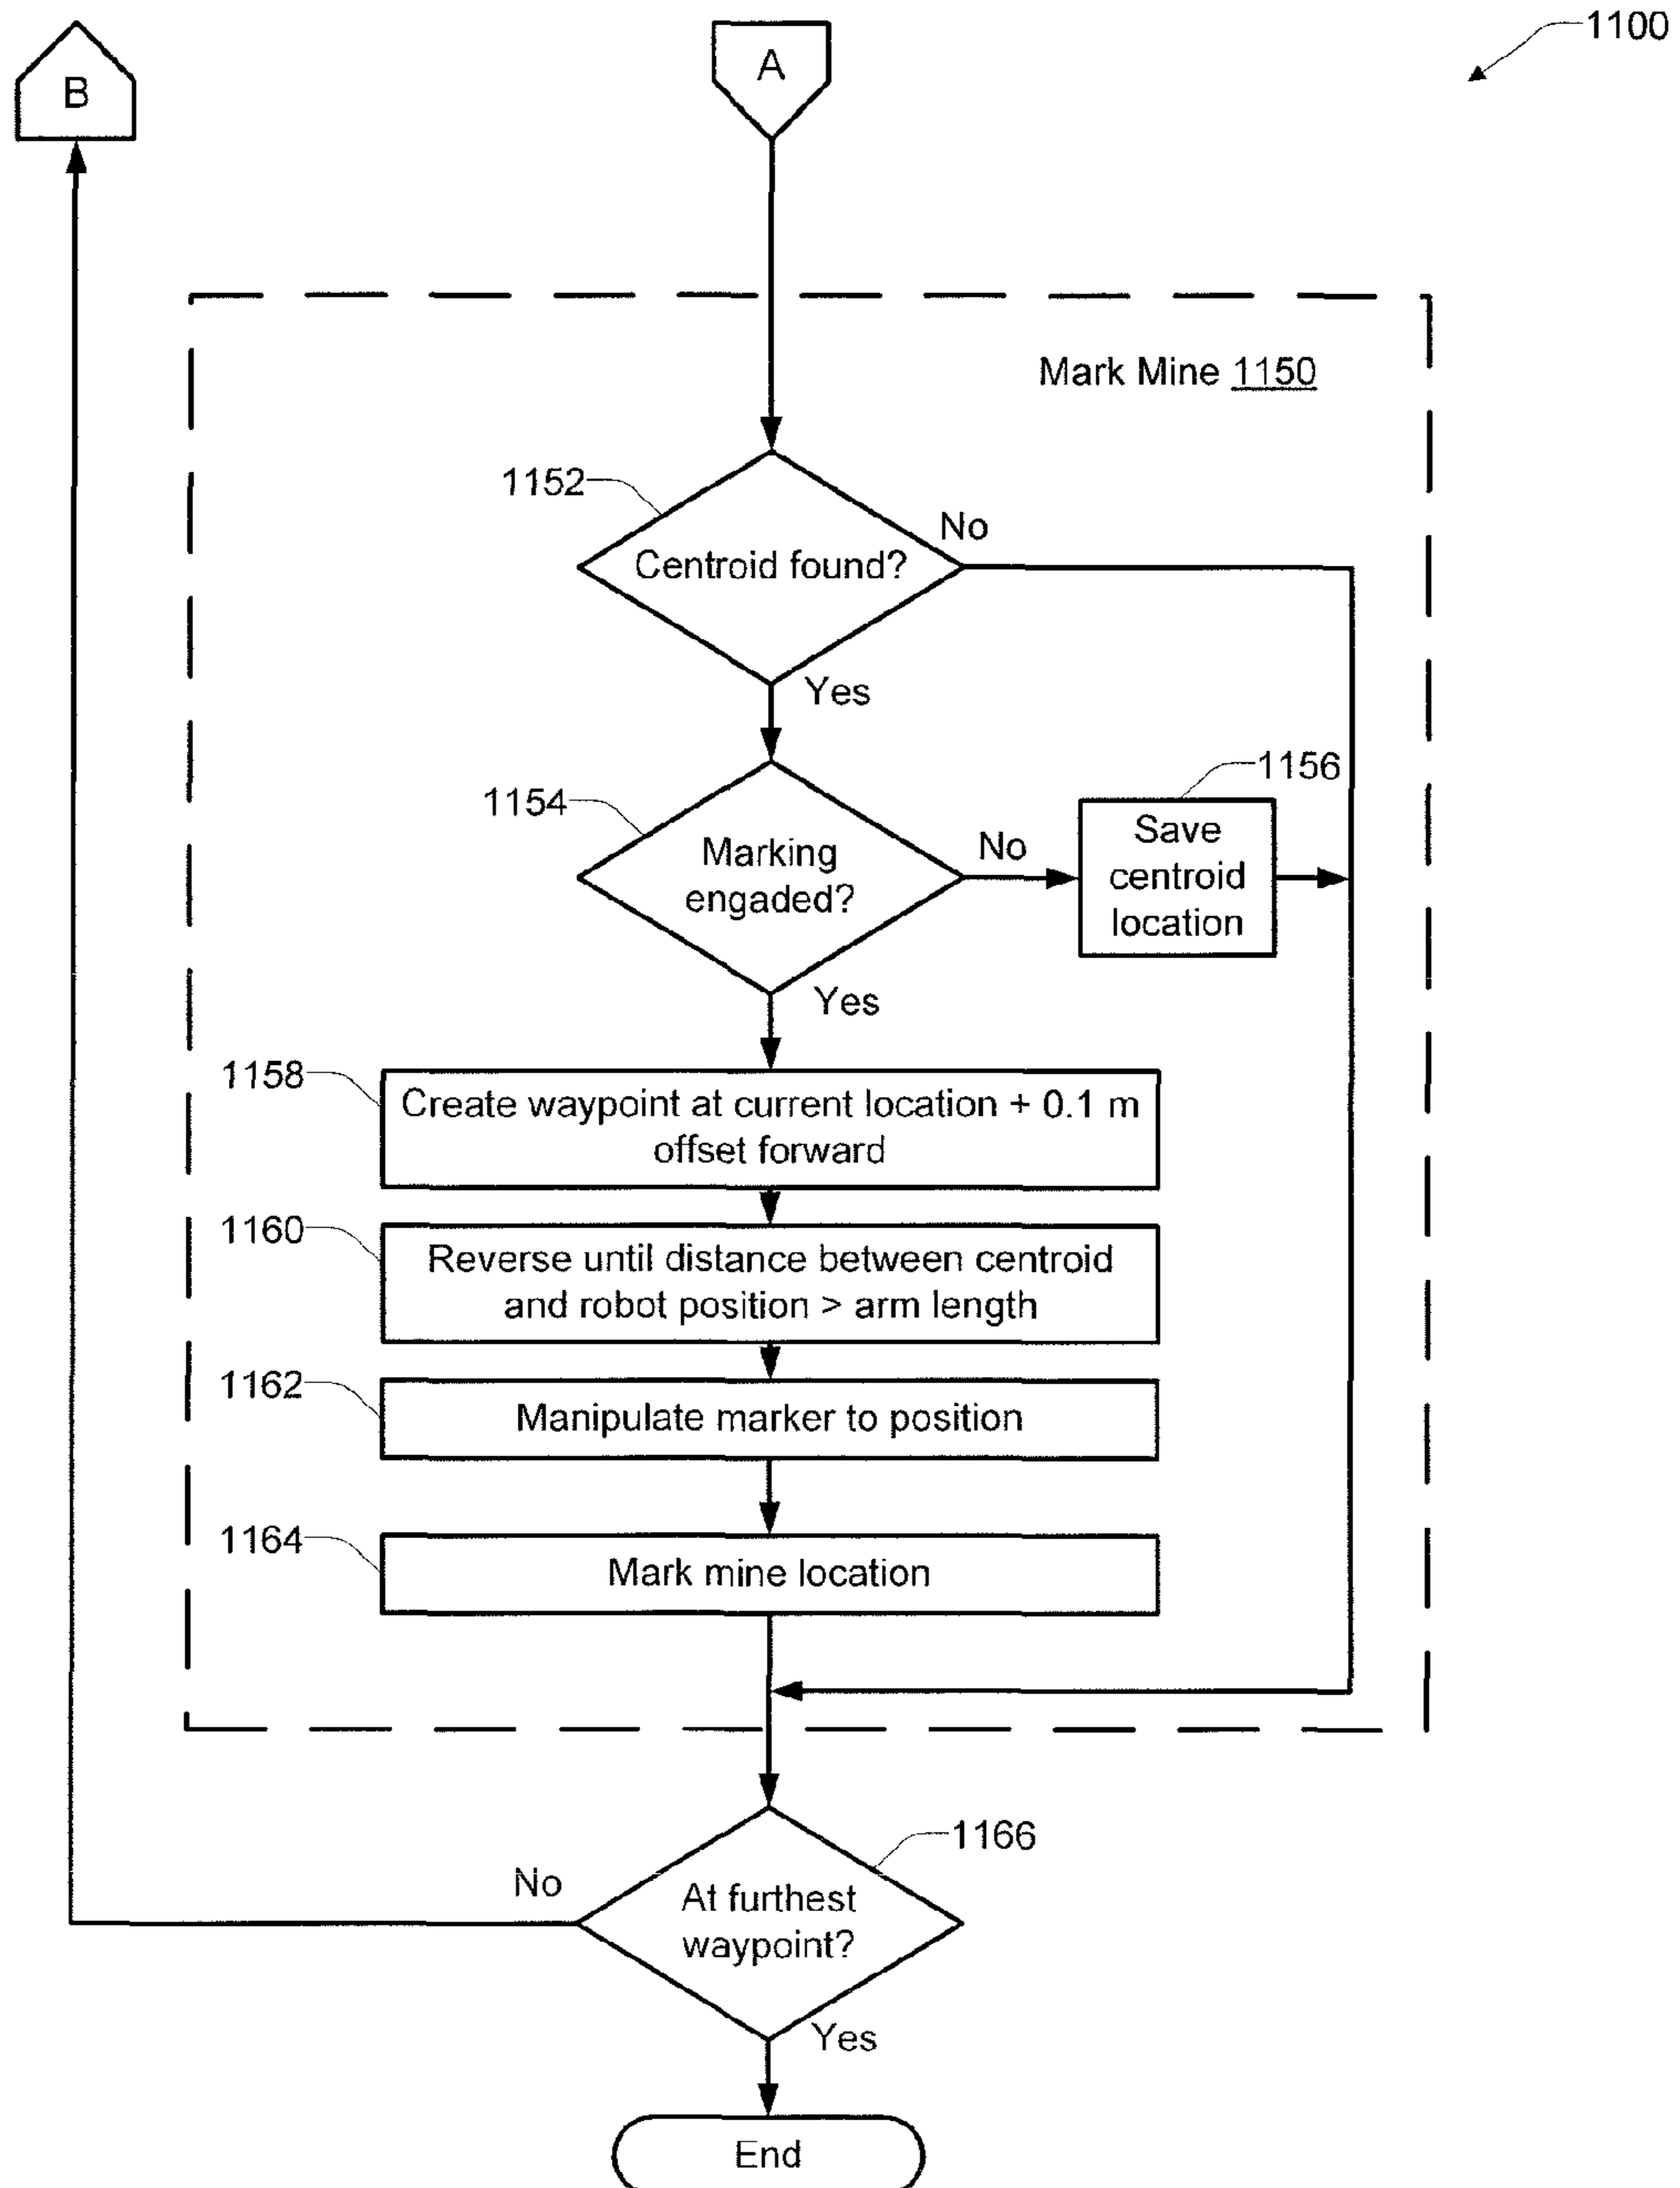 1100
B
A
Mark Mine 1150
1152
Centroid found?
No
Yes
1154
Marking
engaded?
No
1156
Save
centroid
location
Yes
1158
Create waypoint at current location + 0.1 m
offset forward
1160
Reverse until distance between centroid
and robot position > arm length
1162
Manipulate marker to position
1164
Mark mine location
1166
At furthest
waypoint?
No
Yes
End